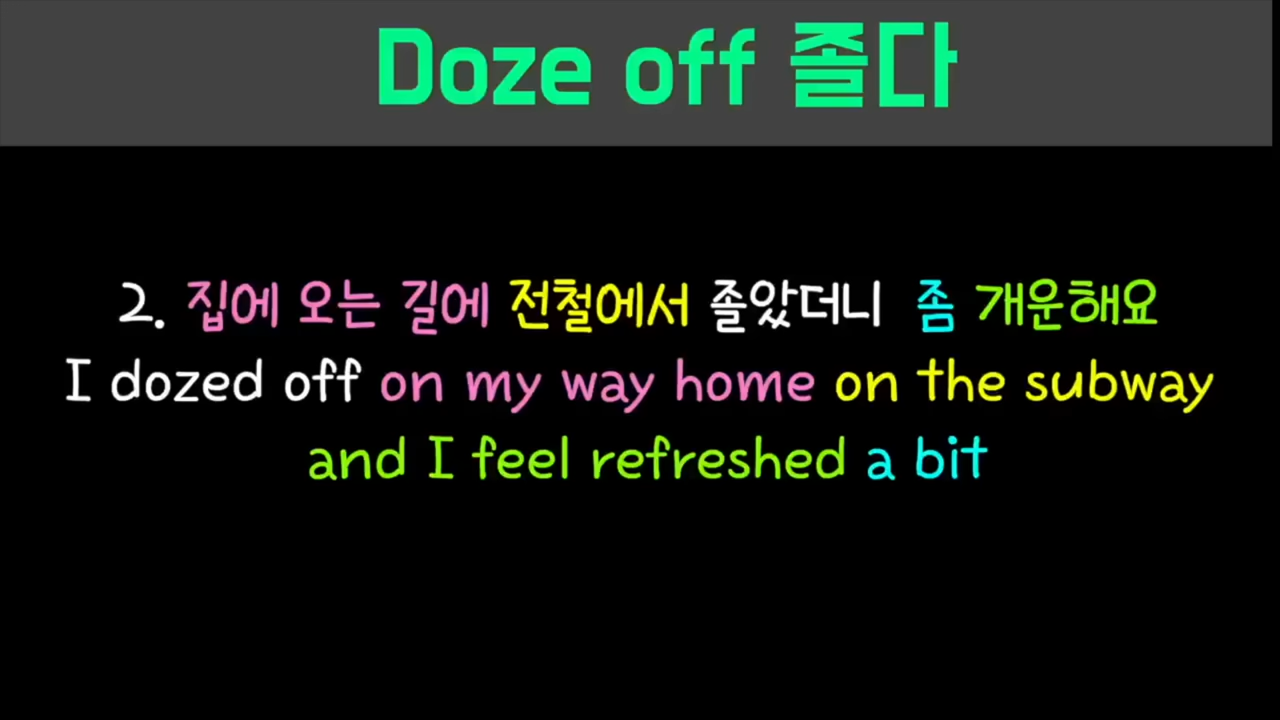 Doze off 졸다
2. 집에 오는 길에 전철에서 졸았더니 좀 개운해요
I dozed off on my way home on the subway
and I feel refreshed a bit